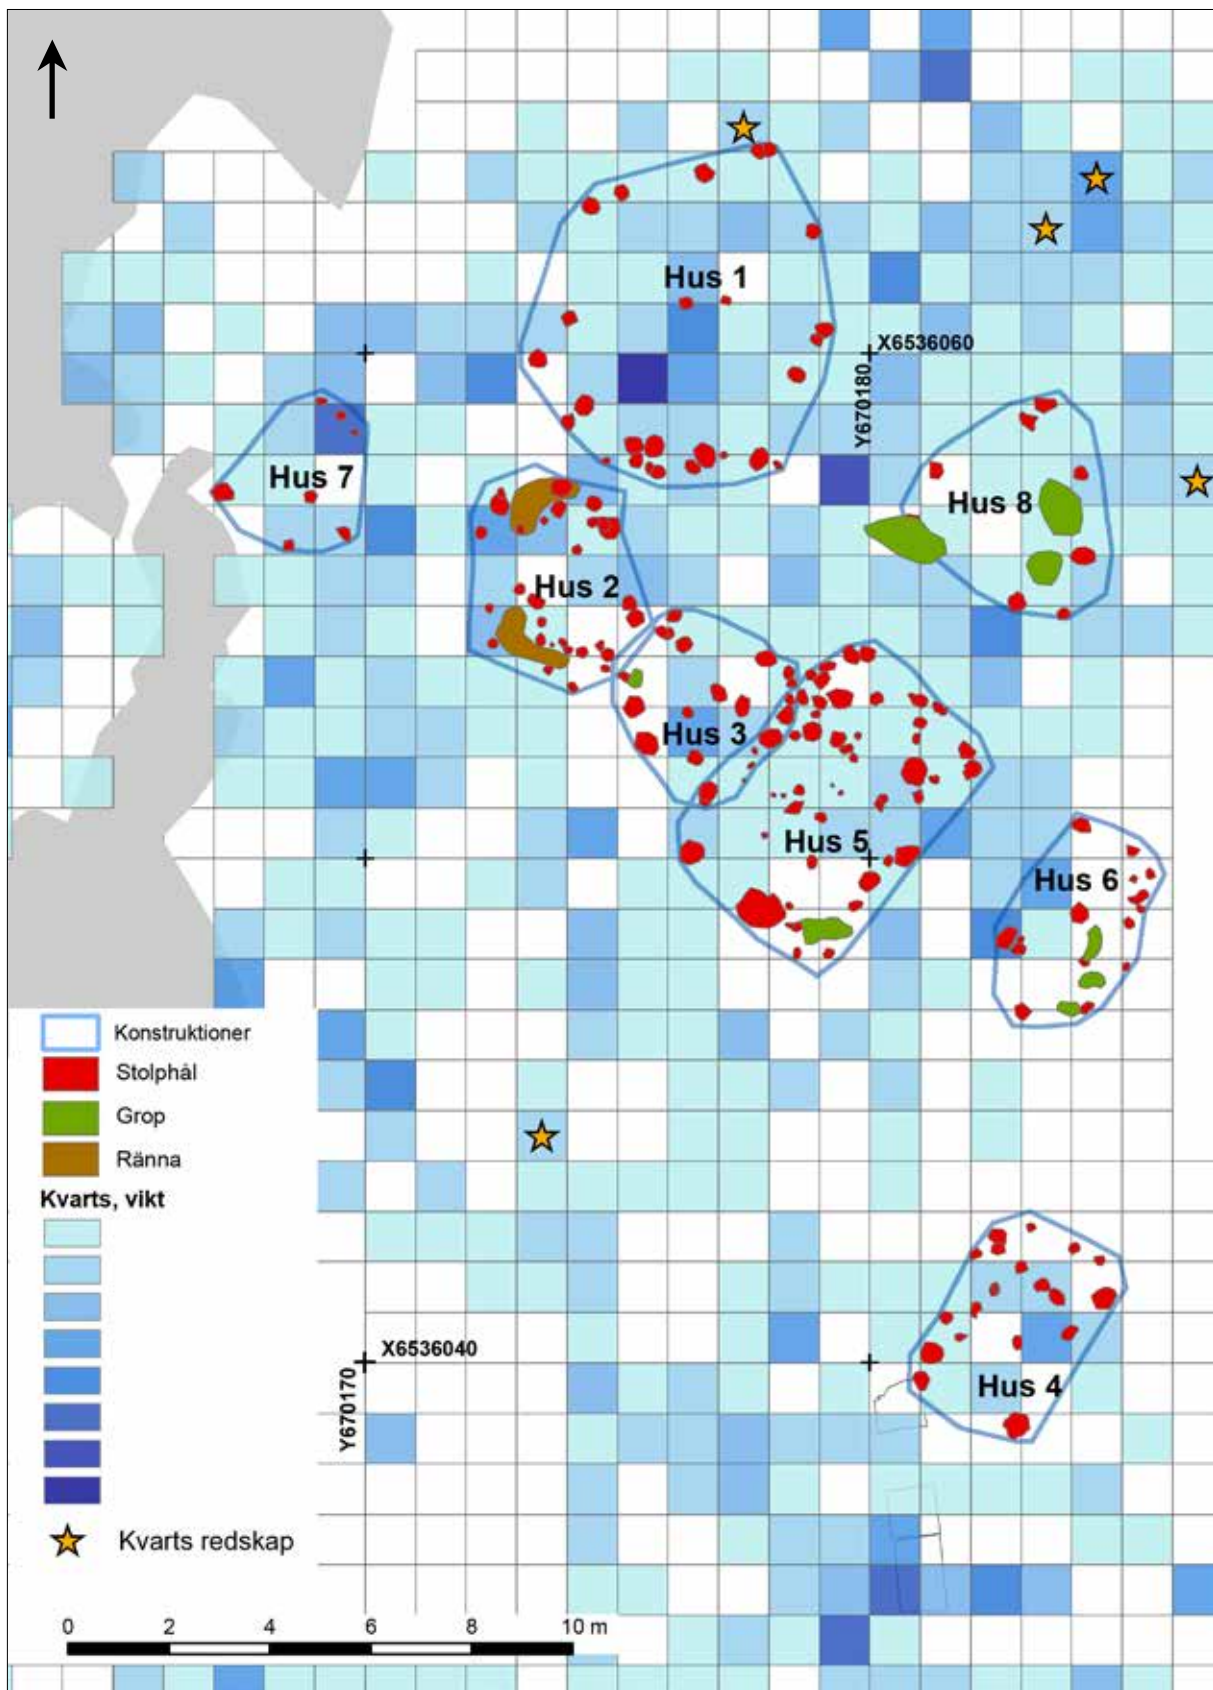 Hus 1
X6536060
Y670180
Hus 7
Hus 8
Hus 2
Hus 3
Hus 5
Hus 6
Konstruktioner
Stolphål
Grop
Ränna
Kvarts, vikt
Kvarts redskap
X6536040
Y670170
Hus 4
0 2 4 6 8 10 m